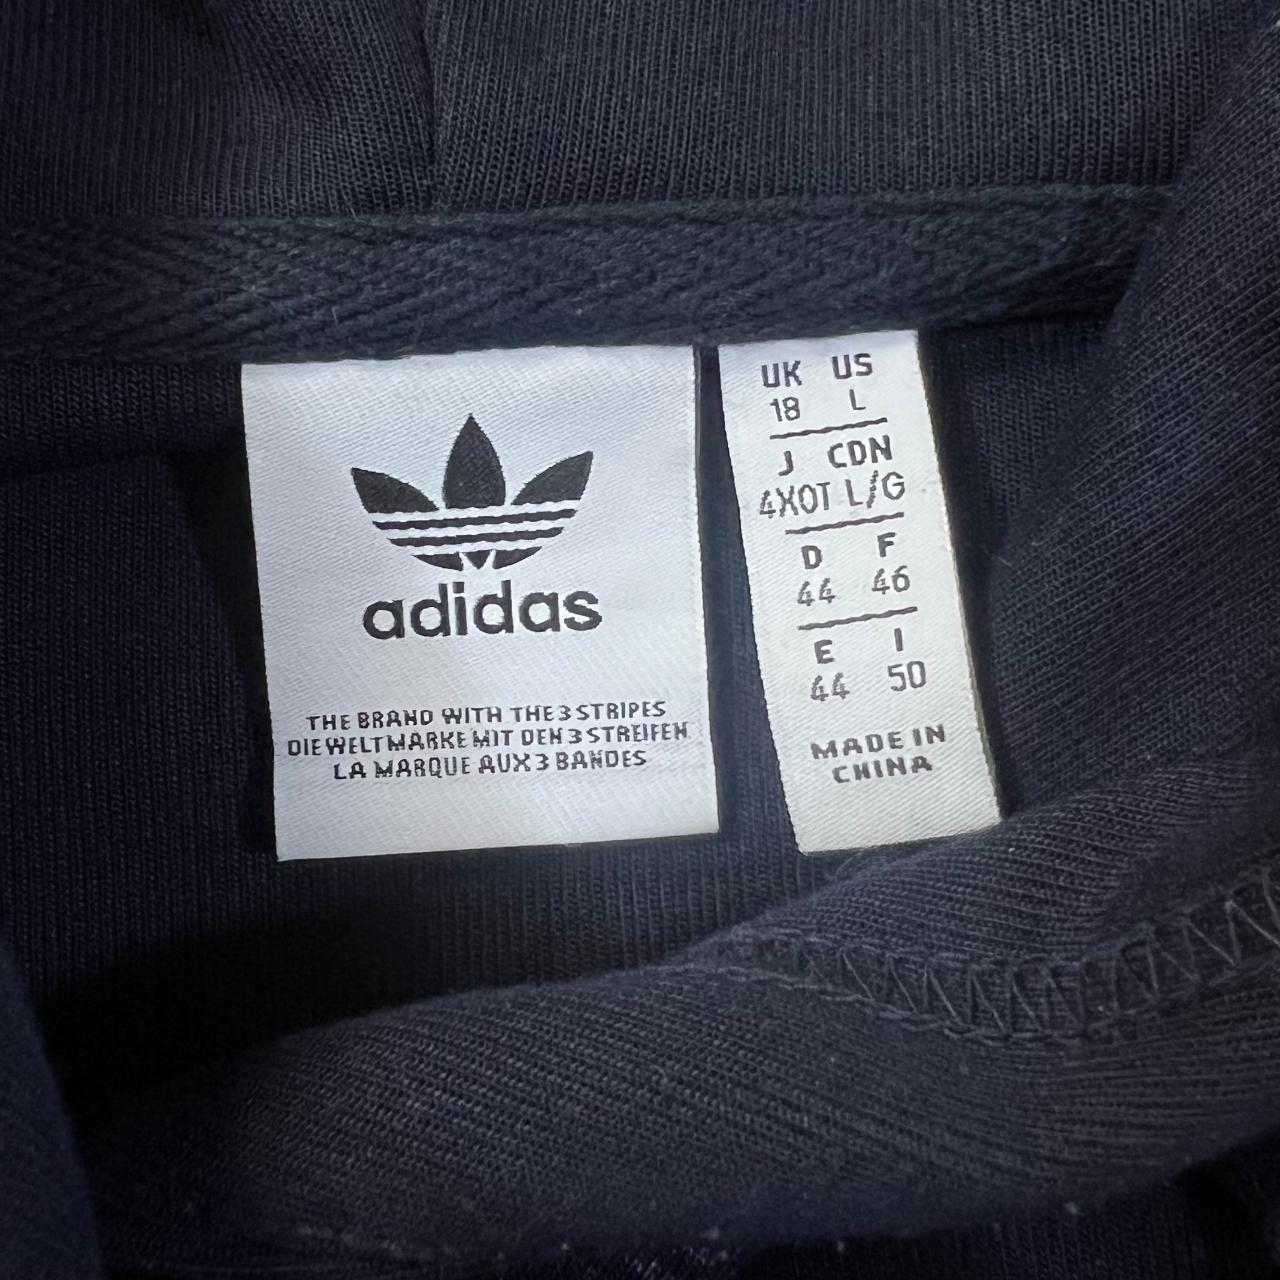 adidas
THE BRAND WITH THE 3 STRIPES
DIE WELTMARKE MIT DEN 3 STREIFEN
LA MARQUE AUX 3 BANDES
UK US
18 L
J CDN
4XOT L/G
D F
44 46
E I
44 50
MADE IN
CHINA